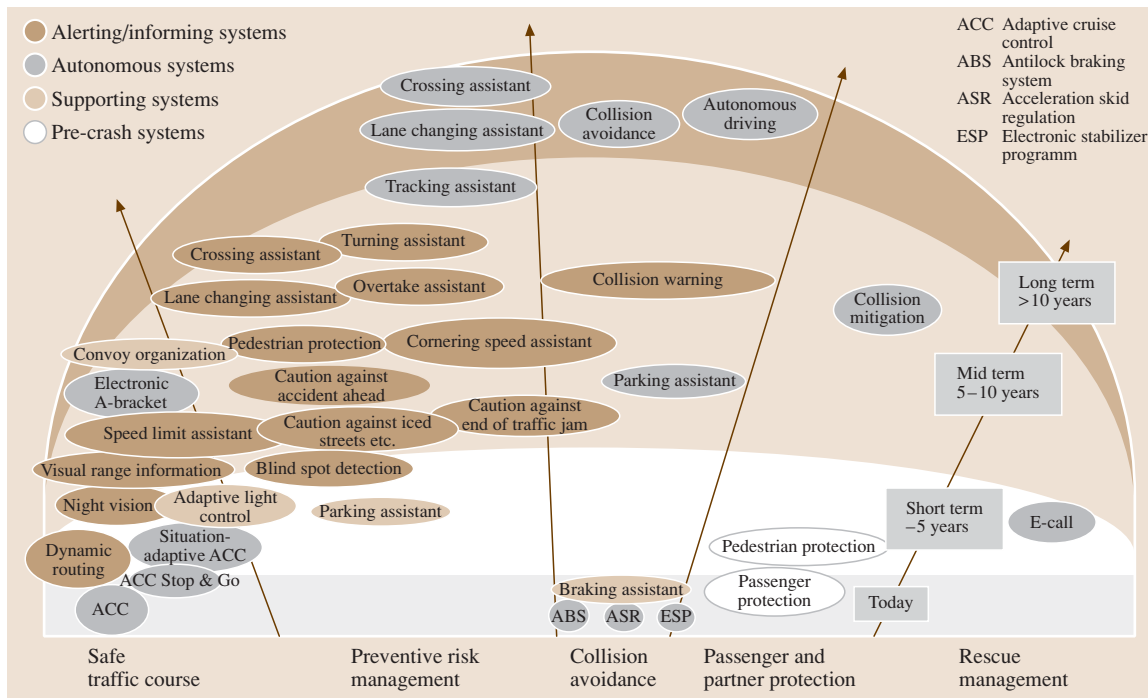 Alerting/informing systems
Autonomous systems
Supporting systems
Pre-crash systems
ACC Adaptive cruise
control
ABS Antilock braking
system
ASR Acceleration skid
regulation
ESP Electronic stabilizer
programm
Crossing assistant
Lane changing assistant
Collision
avoidance
Autonomous
driving
Tracking assistant
Turning assistant
Crossing assistant
Collision warning
Overtake assistant
Lane changing assistant
Collision
mitigation
Long term
>10 years
Pedestrian protection
Cornering speed assistant
Convoy organization
Electronic
A-bracket
Caution against
accident ahead
Parking assistant
Mid term
5–10 years
Speed limit assistant
Caution against iced
streets etc.
Caution against
end of traffic jam
Visual range information
Blind spot detection
Night vision
Adaptive light
control
Parking assistant
Short term
–5 years
E-call
Dynamic
routing
Situation-
adaptive ACC
Pedestrian protection
ACC Stop & Go
Braking assistant
Passenger
protection
ACC
ABS
ASR
ESP
Today
Safe
traffic course
Preventive risk
management
Collision
avoidance
Passenger and
partner protection
Rescue
management